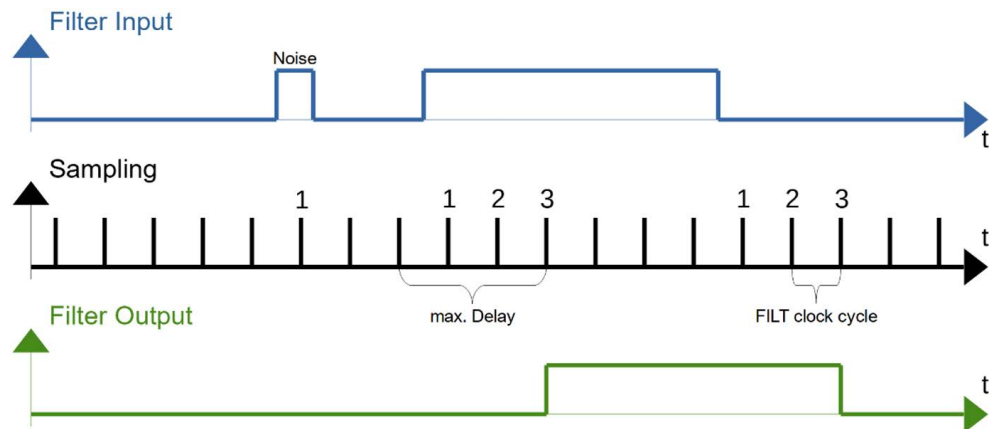 Filter Input
Noise
t
Sampling
1 1 2 3 1 2 3
t
max. Delay FILT clock cycle
Filter Output
t